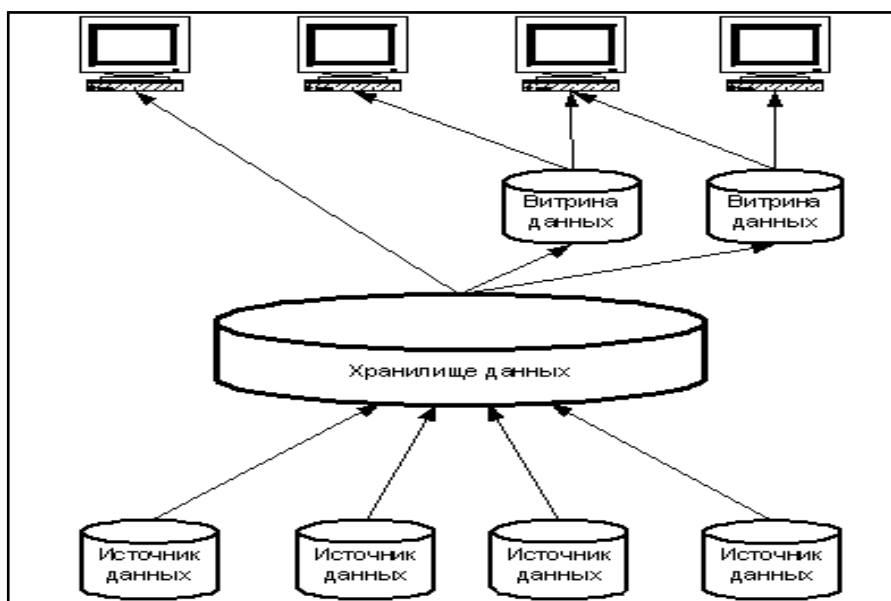 Витрина
данных
Витрина
данных
Хранилище данных
Источник
данных
Источник
данных
Источник
данных
Источник
данных